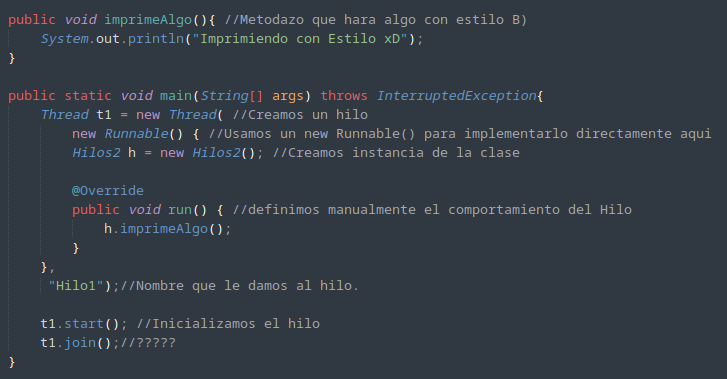 public void imprimeAlgo(){ //Metodazo que hara algo con estilo B)
System.out.println("Imprimiendo con Estilo xD");
}
public static void main(String[] args) throws InterruptedException{
Thread t1 = new Thread( //Creamos un hilo
new Runnable() { //Usamos un new Runnable() para implementarlo directamente aqui
Hilos2 h = new Hilos2(); //Creamos instancia de la clase
@Override
public void run() { //definimos manualmente el comportamiento del Hilo
h.imprimeAlgo();
}
},
"Hilo1");//Nombre que le damos al hilo.
t1.start(); //Inicializamos el hilo
t1.join();//?????
}